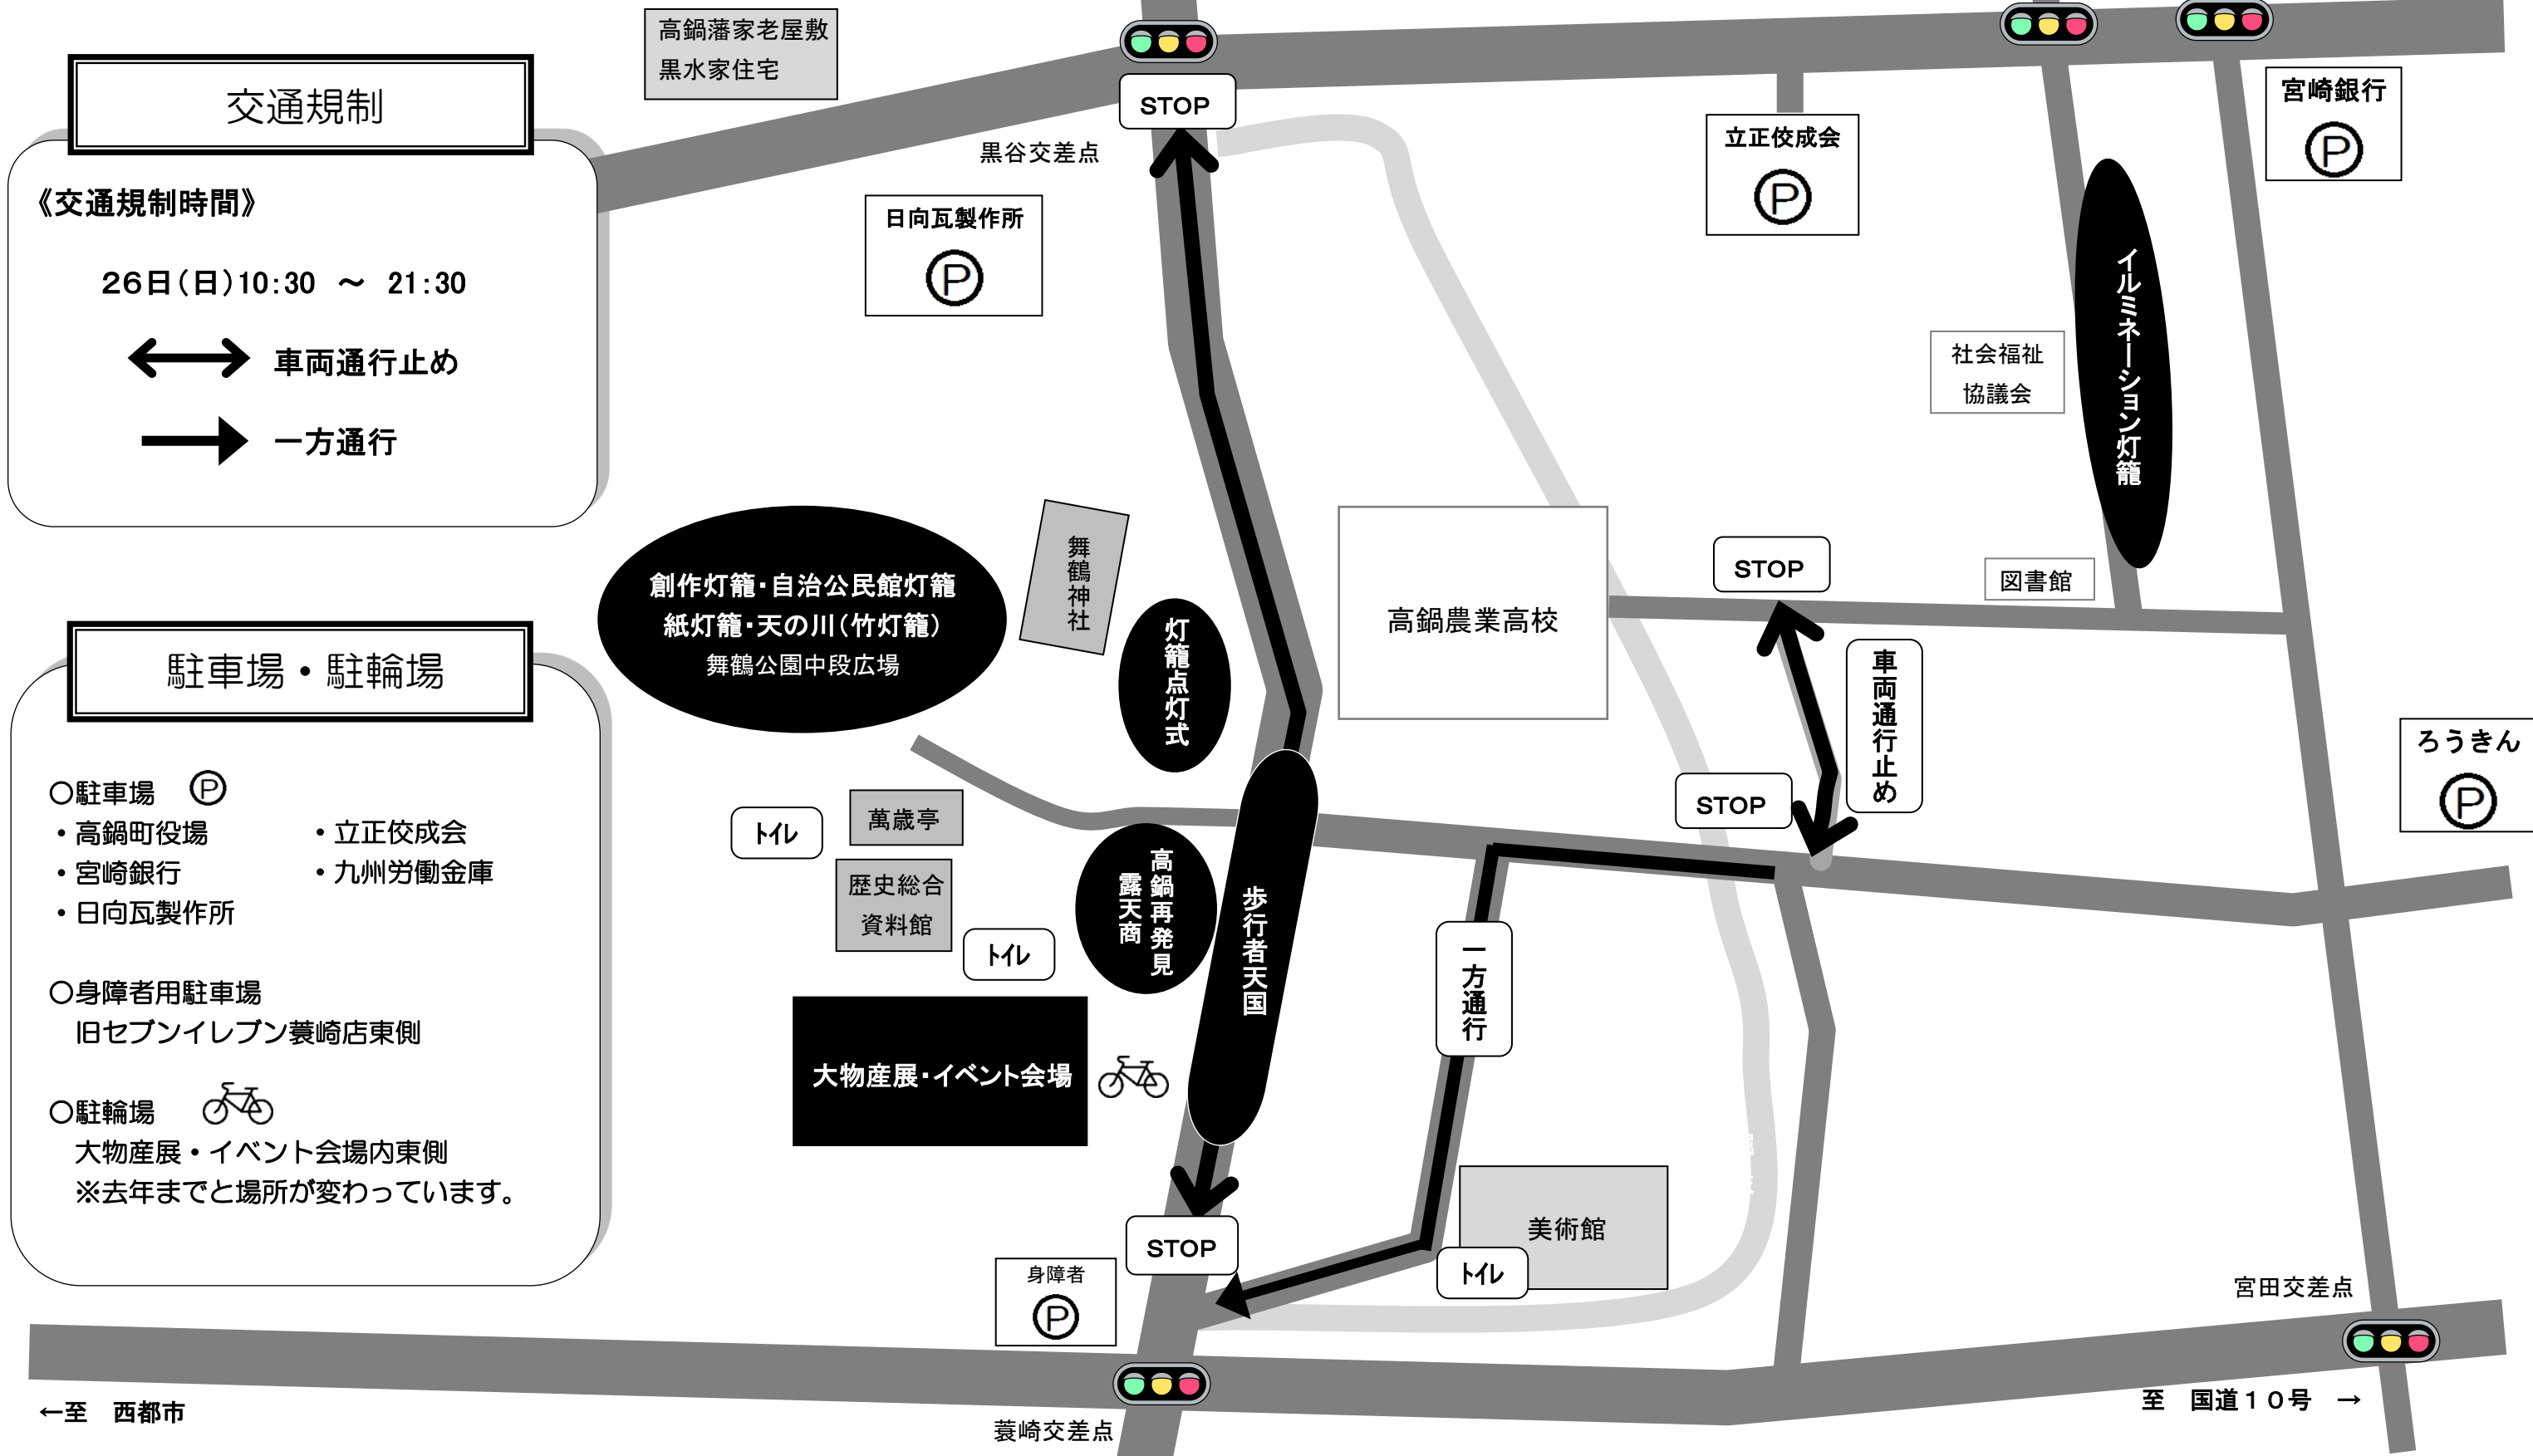 交通規制
《交通規制時間》
26日(日)10:30 ～ 21:30
車両通行止め
一方通行
駐車場・駐輪場
○駐車場 Ⓟ
・高鍋町役場 ・立正佼成会
・宮崎銀行 ・九州労働金庫
・日向瓦製作所
○身障者用駐車場
旧セブンイレブン蓑崎店東側
○駐輪場
大物産展・イベント会場内東側
※去年までと場所が変わっています。
高鍋藩家老屋敷
黒水家住宅
STOP
黒谷交差点
日向瓦製作所
Ⓟ
立正佼成会
Ⓟ
宮崎銀行
Ⓟ
イルミネーション灯籠
社会福祉
協議会
図書館
創作灯籠・自治公民館灯籠
紙灯籠・天の川(竹灯籠)
舞鶴公園中段広場
舞鶴神社
灯籠点灯式
高鍋農業高校
STOP
車両通行止め
STOP
ろうきん
Ⓟ
トイレ
萬歳亭
歴史総合
資料館
トイレ
高鍋再発見
露天商
歩行者天国
一方通行
大物産展・イベント会場
STOP
身障者
Ⓟ
美術館
トイレ
宮田交差点
←至 西都市
蓑崎交差点
至 国道10号 →